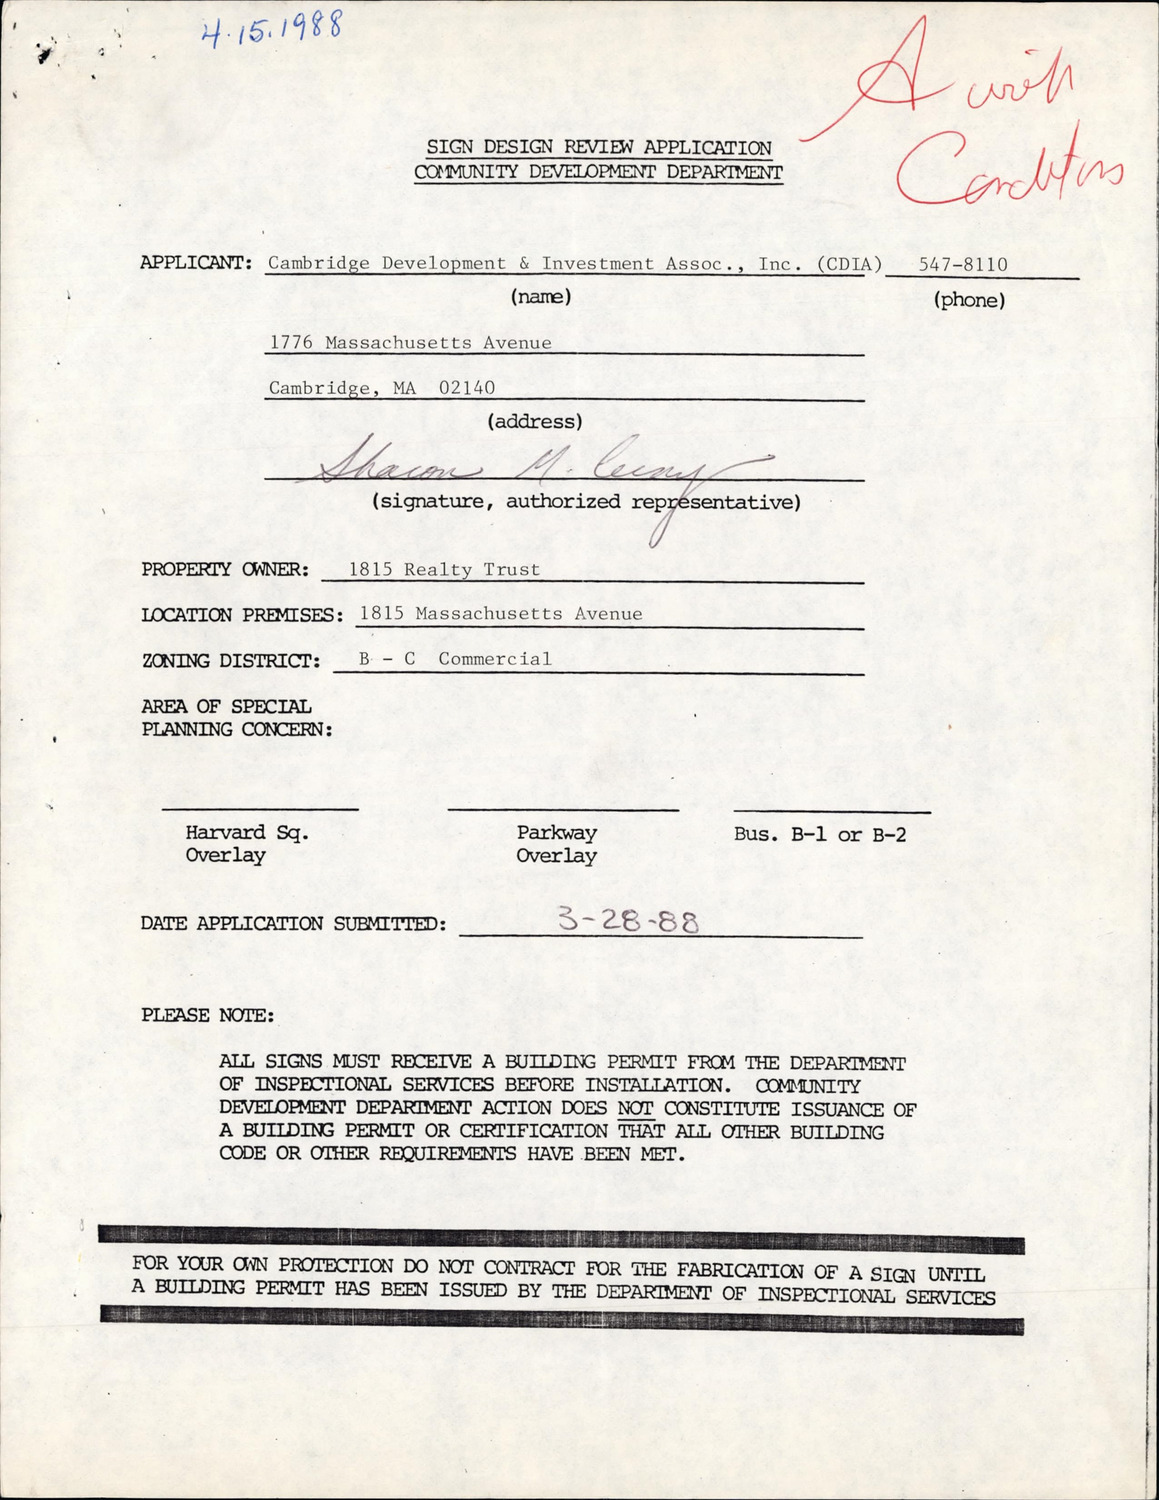 4.15.1988
A with
Conditions
SIGN DESIGN REVIEW APPLICATION
COMMUNITY DEVELOPMENT DEPARTMENT
APPLICANT: Cambridge Development & Investment Assoc., Inc. (CDIA) 547-8110
(name) (phone)
1776 Massachusetts Avenue
Cambridge, MA 02140
(address)
Sharon M.
(signature, authorized representative)
PROPERTY OWNER: 1815 Realty Trust
LOCATION PREMISES: 1815 Massachusetts Avenue
ZONING DISTRICT: B - C Commercial
AREA OF SPECIAL
PLANNING CONCERN:
Harvard Sq. Parkway Bus. B-1 or B-2
Overlay Overlay
DATE APPLICATION SUBMITTED: 3-28-88
PLEASE NOTE:
ALL SIGNS MUST RECEIVE A BUILDING PERMIT FROM THE DEPARTMENT
OF INSPECTIONAL SERVICES BEFORE INSTALLATION. COMMUNITY
DEVELOPMENT DEPARTMENT ACTION DOES NOT CONSTITUTE ISSUANCE OF
A BUILDING PERMIT OR CERTIFICATION THAT ALL OTHER BUILDING
CODE OR OTHER REQUIREMENTS HAVE BEEN MET.
FOR YOUR OWN PROTECTION DO NOT CONTRACT FOR THE FABRICATION OF A SIGN UNTIL
A BUILDING PERMIT HAS BEEN ISSUED BY THE DEPARTMENT OF INSPECTIONAL SERVICES